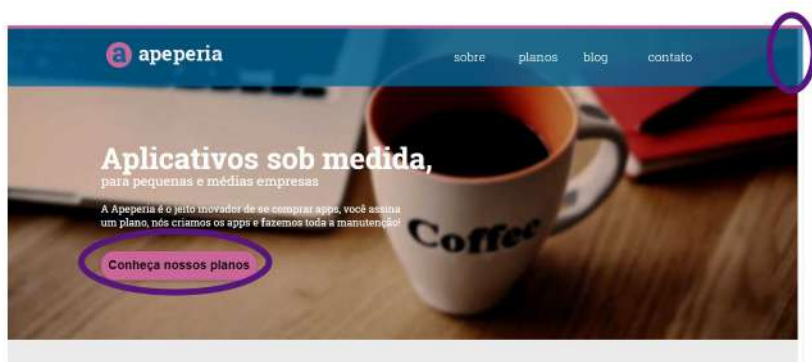 a apeperia
sobre planos blog contato
Aplicativos sob medida,
para pequenas e médias empresas
A Apeperia é o jeito inovador de se comprar apps, você assina
um plano, nós criamos os apps e fazemos toda a manutenção!
Conheça nossos planos
Coffee